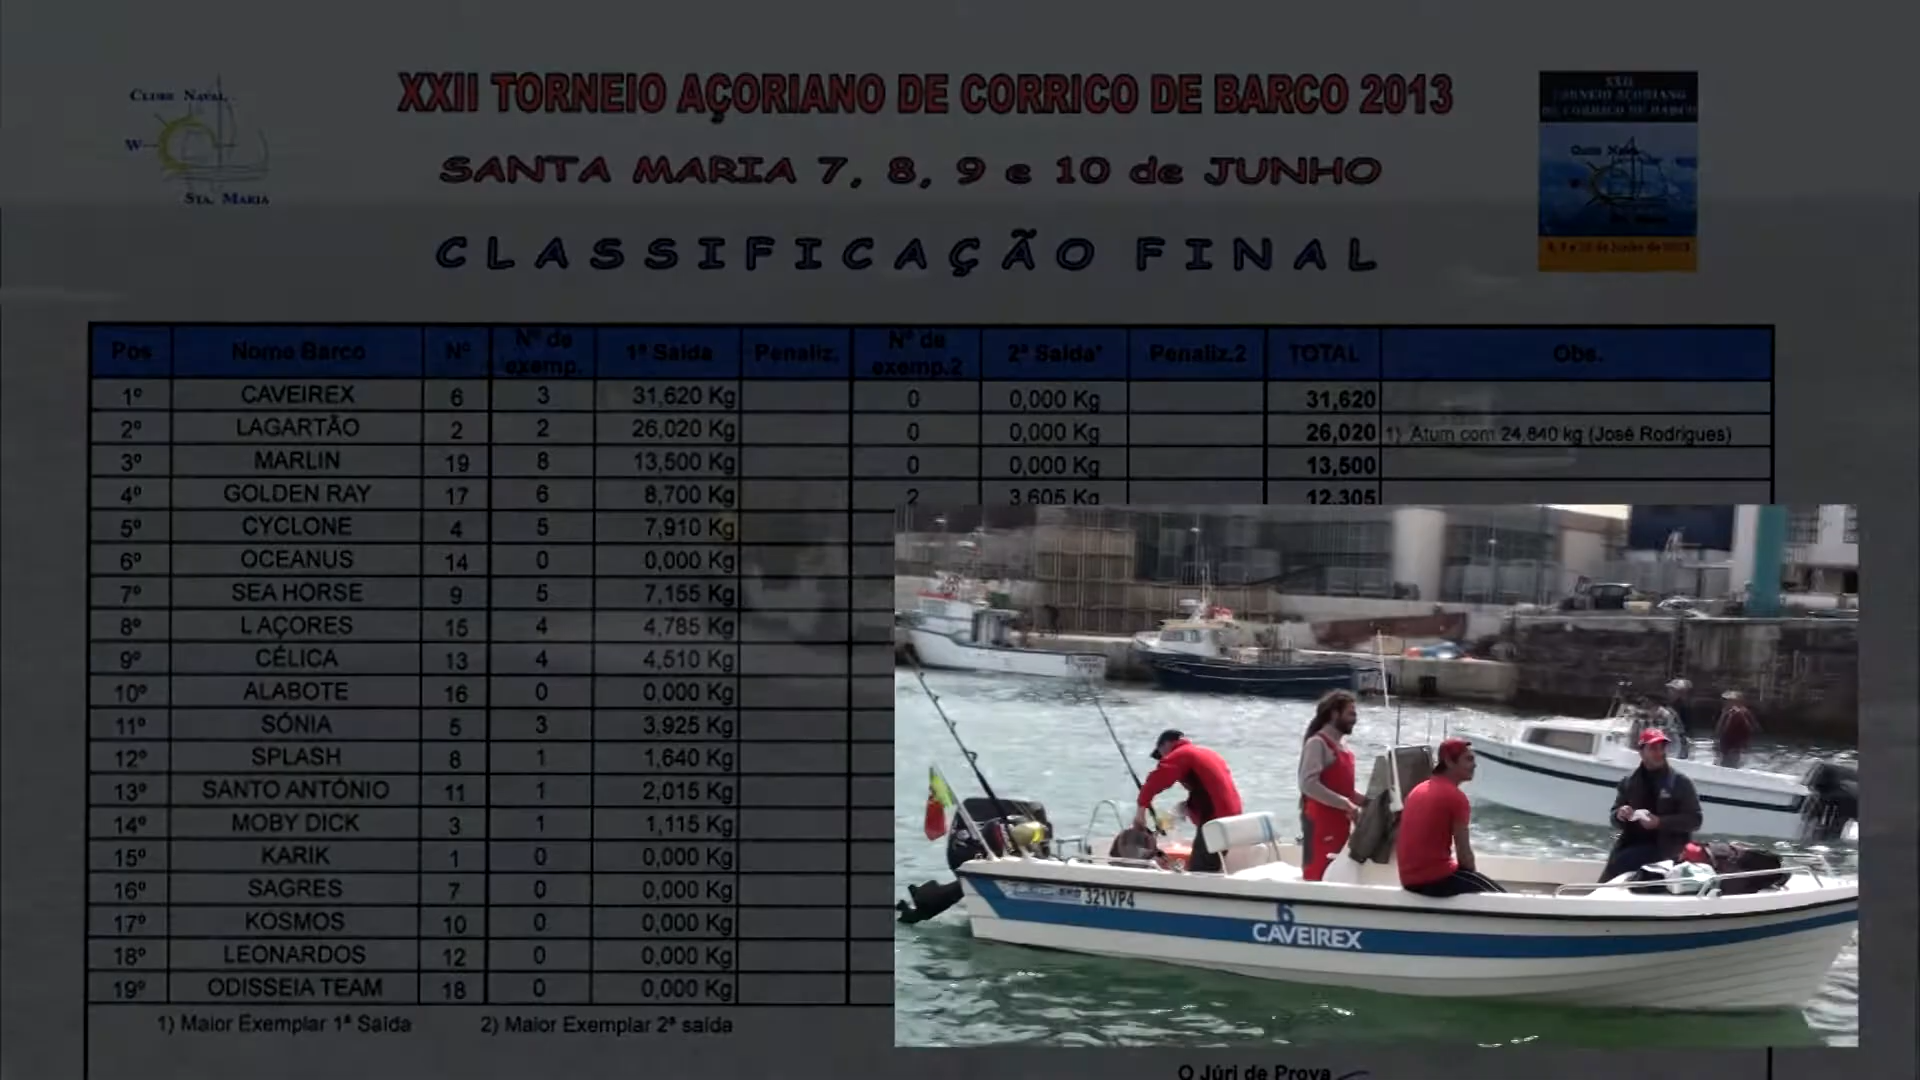 CLUBE NAVAL
W
STA. MARIA
XXII TORNEIO AÇORIANO DE CORRICO DE BARCO 2013
SANTA MARIA 7, 8, 9 e 10 de JUNHO
CLASSIFICAÇÃO FINAL
XXII
TORNEIO AÇORIANO
DE CORRICO DE BARCO
Pos Nome Barco Nº Nº de exemp. 1ª Saída Penaliz. Nº de exemp.2 2ª Saída* Penaliz.2 TOTAL Obs.
1º CAVEIREX 6 3 31,620 Kg 0 0,000 Kg 31,620
2º LAGARTÃO 2 2 26,020 Kg 0 0,000 Kg 26,020 1) Atum com 24,840 kg (José Rodrigues)
3º MARLIN 19 8 13,500 Kg 0 0,000 Kg 13,500
4º GOLDEN RAY 17 6 8,700 Kg 2 3,605 Kg 12,305
5º CYCLONE 4 5 7,910 Kg
6º OCEANUS 14 0 0,000 Kg
7º SEA HORSE 9 5 7,155 Kg
8º L AÇORES 15 4 4,785 Kg
9º CÉLICA 13 4 4,510 Kg
10º ALABOTE 16 0 0,000 Kg
11º SÓNIA 5 3 3,925 Kg
12º SPLASH 8 1 1,640 Kg
13º SANTO ANTÓNIO 11 1 2,015 Kg
14º MOBY DICK 3 1 1,115 Kg
15º KARIK 1 0 0,000 Kg
16º SAGRES 7 0 0,000 Kg
17º KOSMOS 10 0 0,000 Kg
18º LEONARDOS 12 0 0,000 Kg
19º ODISSEIA TEAM 18 0 0,000 Kg
1) Maior Exemplar 1ª Saída 2) Maior Exemplar 2ª saída
O Júri de Prova
321VP4
6
CAVEIREX